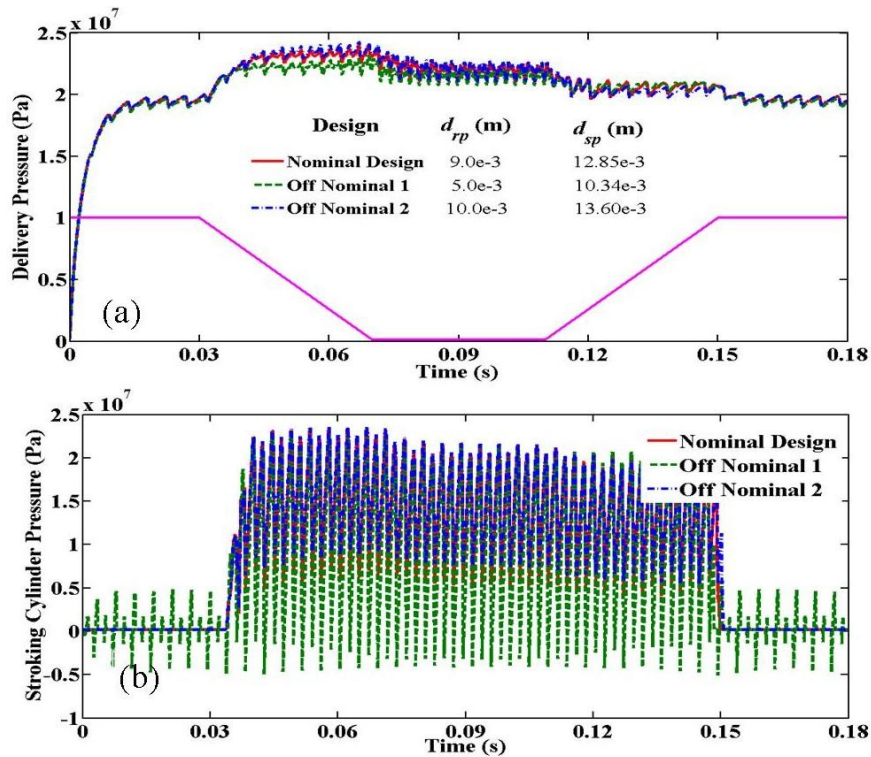 x 10 7
2.5
2
1.5
1
0.5
0
Delivery Pressure (Pa)
Design d_rp (m) d_sp (m)
Nominal Design 9.0e-3 12.85e-3
Off Nominal 1 5.0e-3 10.34e-3
Off Nominal 2 10.0e-3 13.60e-3
(a)
0 0.03 0.06 0.09 0.12 0.15 0.18
Time (s)
x 10 7
2.5
2
1.5
1
0.5
0
-0.5
-1
Stroking Cylinder Pressure (Pa)
Nominal Design
Off Nominal 1
Off Nominal 2
(b)
0 0.03 0.06 0.09 0.12 0.15 0.18
Time (s)